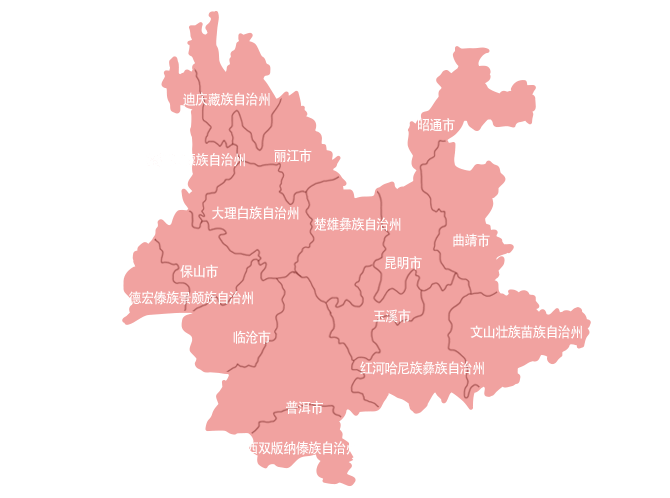 迪庆藏族自治州
昭通市
丽江市
族自治州
大理白族自治州
楚雄彝族自治州
曲靖市
昆明市
保山市
德宏傣族景颇族自治州
玉溪市
文山壮族苗族自治州
临沧市
红河哈尼族彝族自治州
普洱市
西双版纳傣族自治州